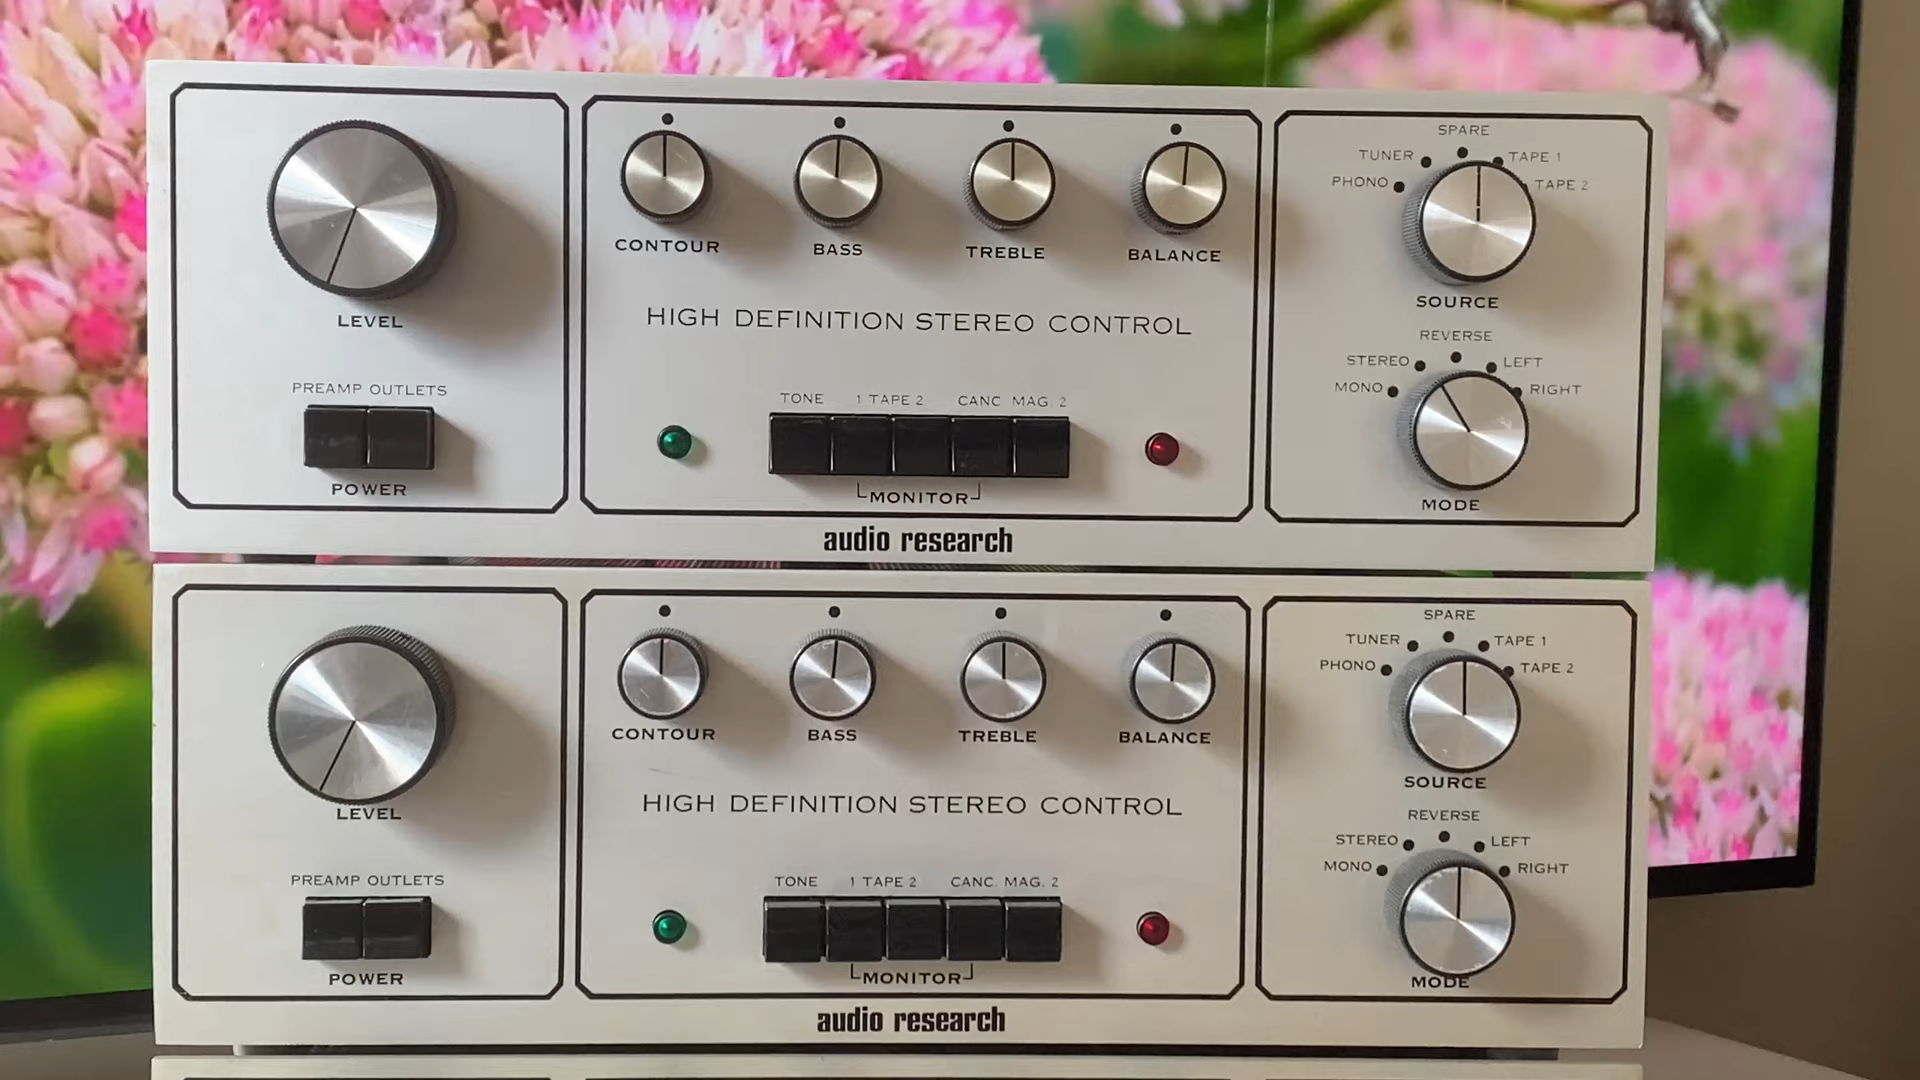 SPARE
TUNER TAPE 1
PHONO TAPE 2
CONTOUR BASS TREBLE BALANCE
SOURCE
LEVEL HIGH DEFINITION STEREO CONTROL
REVERSE
STEREO LEFT
MONO RIGHT
PREAMP OUTLETS
TONE 1 TAPE 2 CANC MAG. 2
POWER MONITOR MODE
audio research
SPARE
TUNER TAPE 1
PHONO TAPE 2
CONTOUR BASS TREBLE BALANCE
SOURCE
LEVEL HIGH DEFINITION STEREO CONTROL
REVERSE
STEREO LEFT
MONO RIGHT
PREAMP OUTLETS
TONE 1 TAPE 2 CANC. MAG. 2
POWER MONITOR MODE
audio research